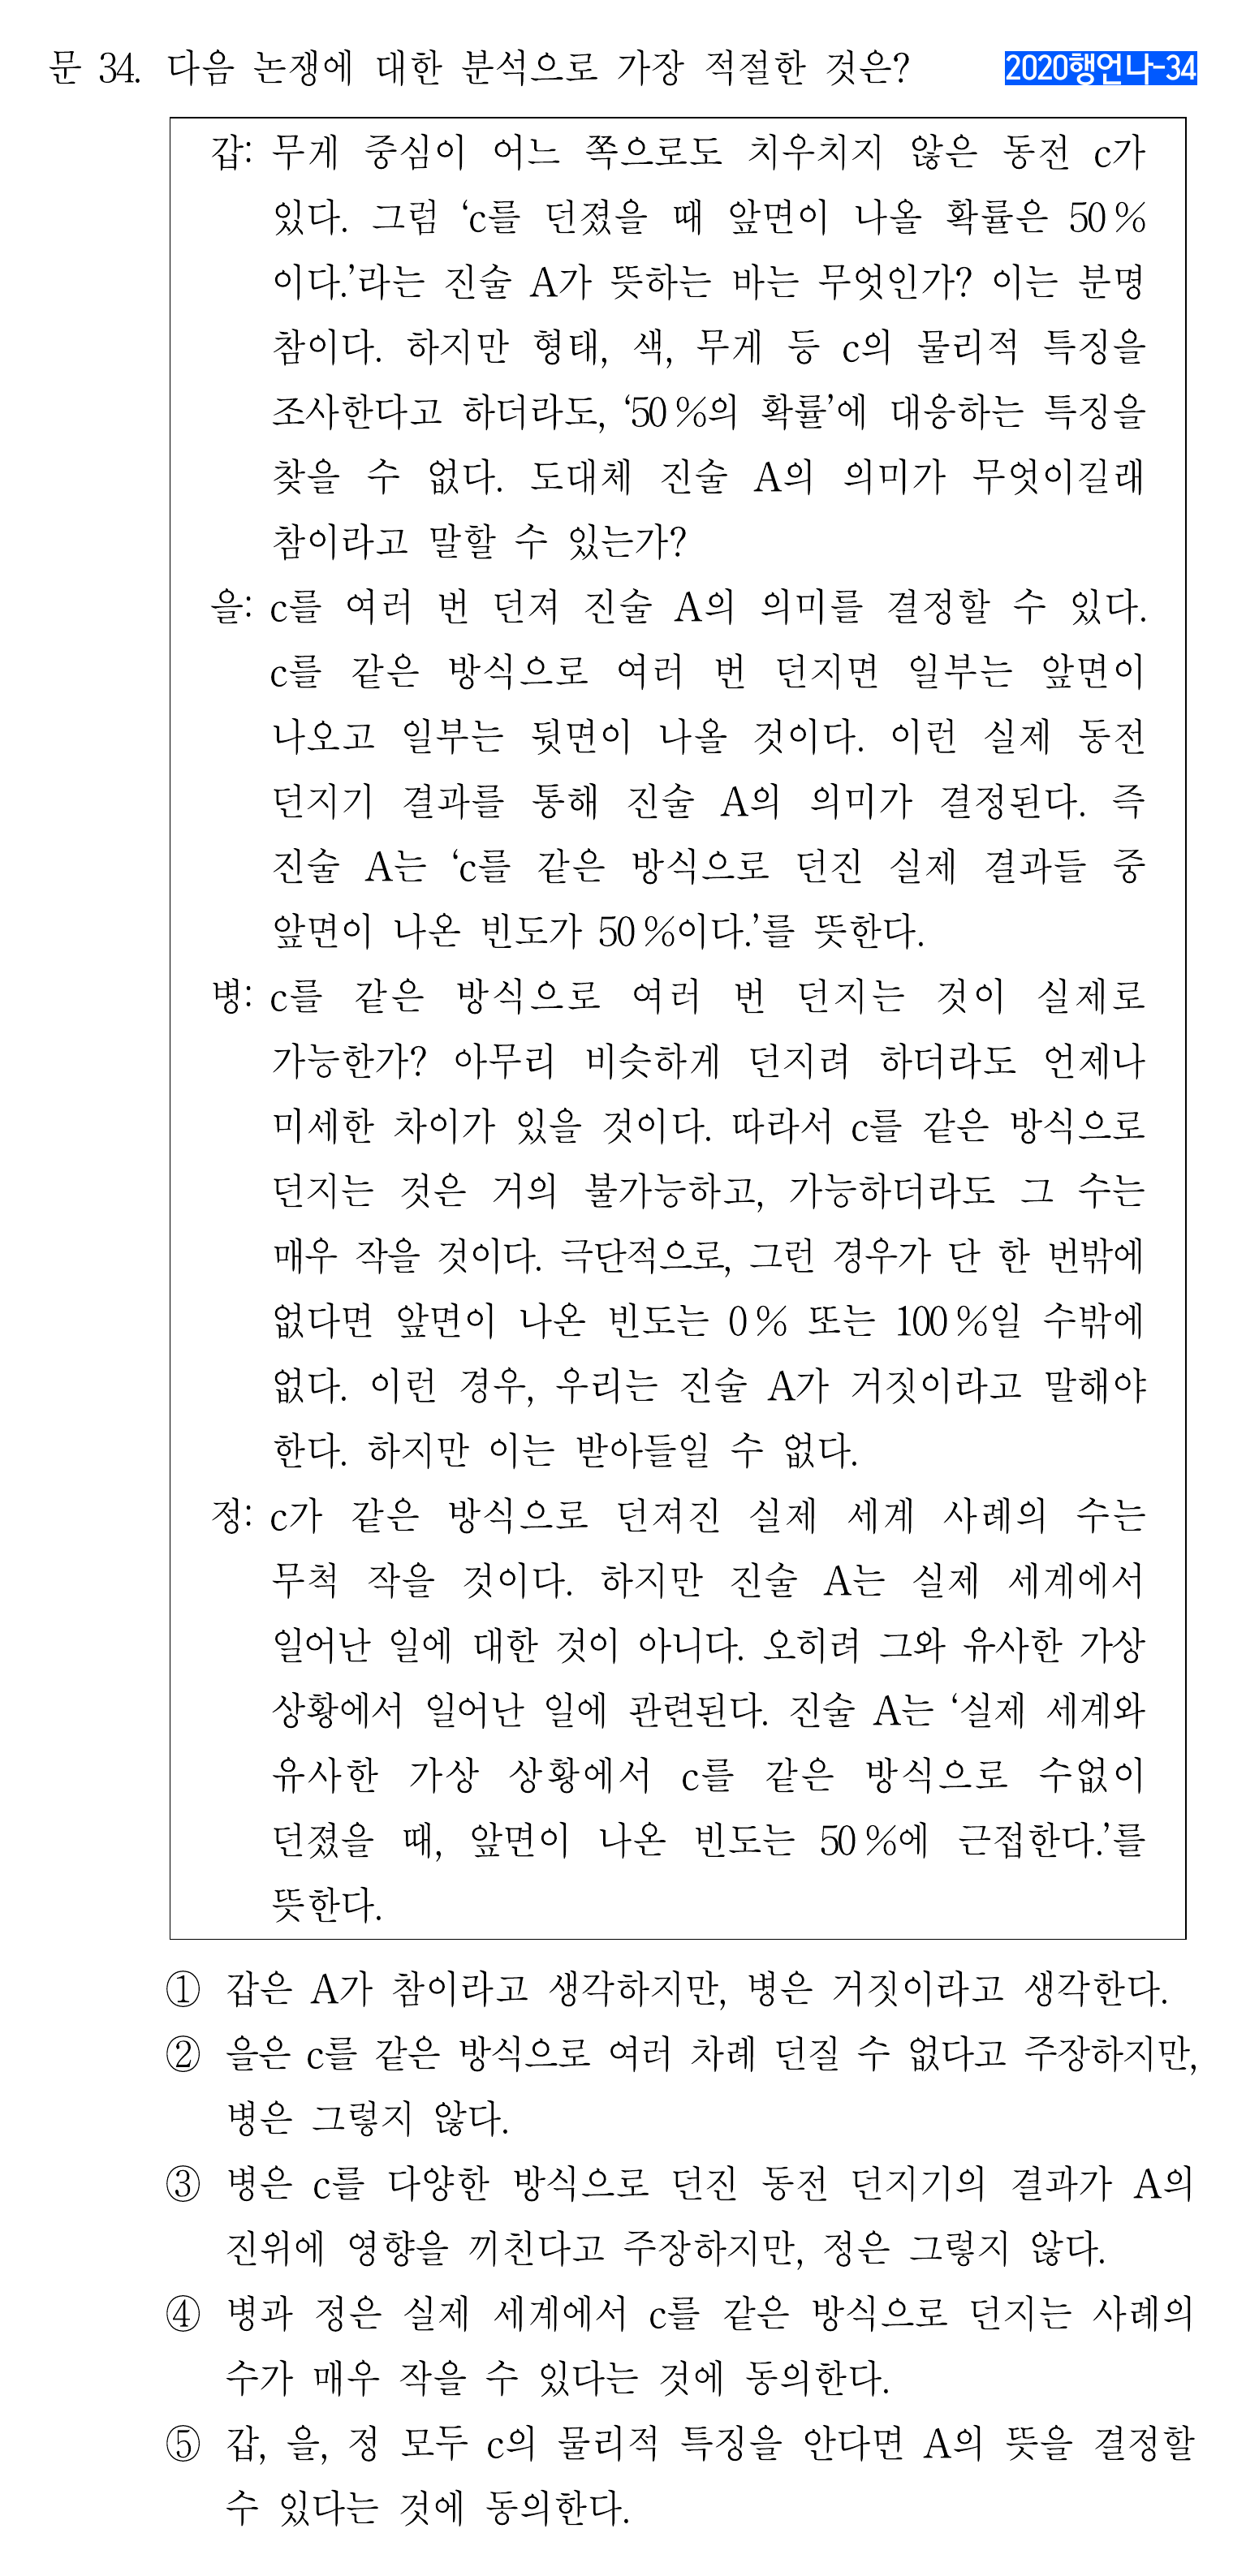 문 34. 다음 논쟁에 대한 분석으로 가장 적절한 것은? 2020행언나-34
갑: 무게 중심이 어느 쪽으로도 치우치지 않은 동전 c가
있다. 그럼 ‘c를 던졌을 때 앞면이 나올 확률은 50%
이다.’라는 진술 A가 뜻하는 바는 무엇인가? 이는 분명
참이다. 하지만 형태, 색, 무게 등 c의 물리적 특징을
조사한다고 하더라도, ‘50%의 확률’에 대응하는 특징을
찾을 수 없다. 도대체 진술 A의 의미가 무엇이길래
참이라고 말할 수 있는가?
을: c를 여러 번 던져 진술 A의 의미를 결정할 수 있다.
c를 같은 방식으로 여러 번 던지면 일부는 앞면이
나오고 일부는 뒷면이 나올 것이다. 이런 실제 동전
던지기 결과를 통해 진술 A의 의미가 결정된다. 즉
진술 A는 ‘c를 같은 방식으로 던진 실제 결과들 중
앞면이 나온 빈도가 50%이다.’를 뜻한다.
병: c를 같은 방식으로 여러 번 던지는 것이 실제로
가능한가? 아무리 비슷하게 던지려 하더라도 언제나
미세한 차이가 있을 것이다. 따라서 c를 같은 방식으로
던지는 것은 거의 불가능하고, 가능하더라도 그 수는
매우 작을 것이다. 극단적으로, 그런 경우가 단 한 번밖에
없다면 앞면이 나온 빈도는 0% 또는 100%일 수밖에
없다. 이런 경우, 우리는 진술 A가 거짓이라고 말해야
한다. 하지만 이는 받아들일 수 없다.
정: c가 같은 방식으로 던져진 실제 세계 사례의 수는
무척 작을 것이다. 하지만 진술 A는 실제 세계에서
일어난 일에 대한 것이 아니다. 오히려 그와 유사한 가상
상황에서 일어난 일에 관련된다. 진술 A는 ‘실제 세계와
유사한 가상 상황에서 c를 같은 방식으로 수없이
던졌을 때, 앞면이 나온 빈도는 50%에 근접한다.’를
뜻한다.
① 갑은 A가 참이라고 생각하지만, 병은 거짓이라고 생각한다.
② 을은 c를 같은 방식으로 여러 차례 던질 수 없다고 주장하지만,
병은 그렇지 않다.
③ 병은 c를 다양한 방식으로 던진 동전 던지기의 결과가 A의
진위에 영향을 끼친다고 주장하지만, 정은 그렇지 않다.
④ 병과 정은 실제 세계에서 c를 같은 방식으로 던지는 사례의
수가 매우 작을 수 있다는 것에 동의한다.
⑤ 갑, 을, 정 모두 c의 물리적 특징을 안다면 A의 뜻을 결정할
수 있다는 것에 동의한다.